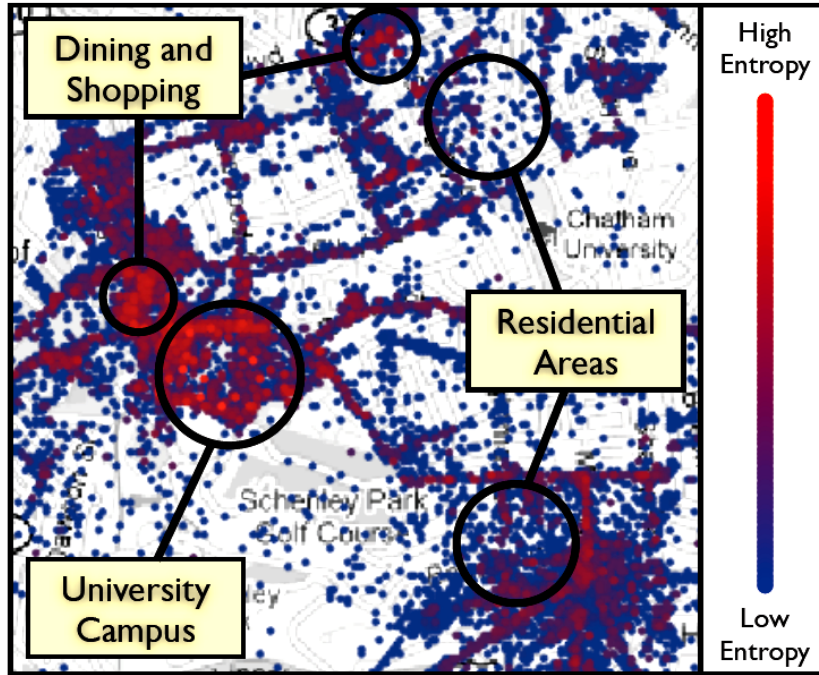 Dining and
Shopping
High
Entropy
Chatham
University
Residential
Areas
Schenley Park
Golf Course
University
Campus
Low
Entropy